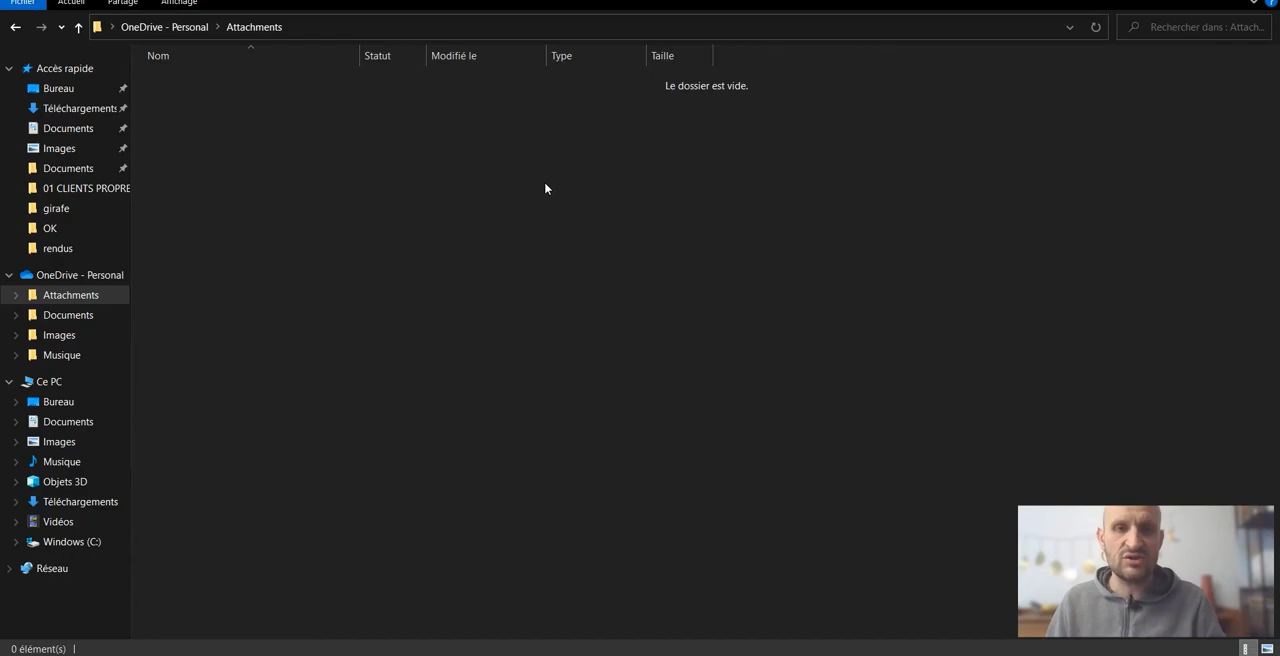 Fichier Accueil Partage Affichage
OneDrive - Personal Attachments
Rechercher dans : Attach...
Nom Statut Modifié le Type Taille
Le dossier est vide.
Accès rapide
Bureau
Téléchargements
Documents
Images
Documents
01 CLIENTS PROPRE
girafe
OK
rendus
OneDrive - Personal
Attachments
Documents
Images
Musique
Ce PC
Bureau
Documents
Images
Musique
Objets 3D
Téléchargements
Vidéos
Windows (C:)
Réseau
0 élément(s)